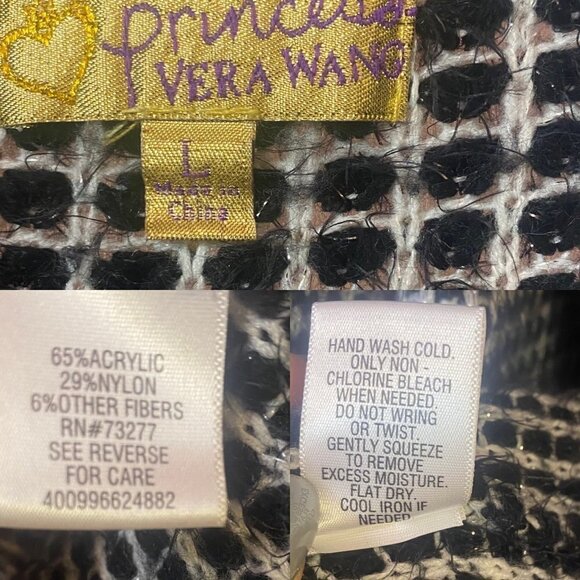 Princess
VERA WANG
L
Made in
China
65%ACRYLIC
29%NYLON
6%OTHER FIBERS
RN#73277
SEE REVERSE
FOR CARE
400996624882
HAND WASH COLD.
ONLY NON -
CHLORINE BLEACH
WHEN NEEDED.
DO NOT WRING
OR TWIST.
GENTLY SQUEEZE
TO REMOVE
EXCESS MOISTURE.
FLAT DRY.
COOL IRON IF
NEEDED